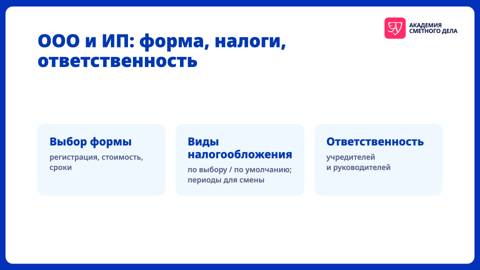 ООО и ИП: форма, налоги,
ответственность
АКАДЕМИЯ
СМЕТНОГО ДЕЛА
Выбор формы
регистрация, стоимость,
сроки
Виды
налогообложения
по выбору / по умолчанию;
периоды для смены
Ответственность
учредителей
и руководителей